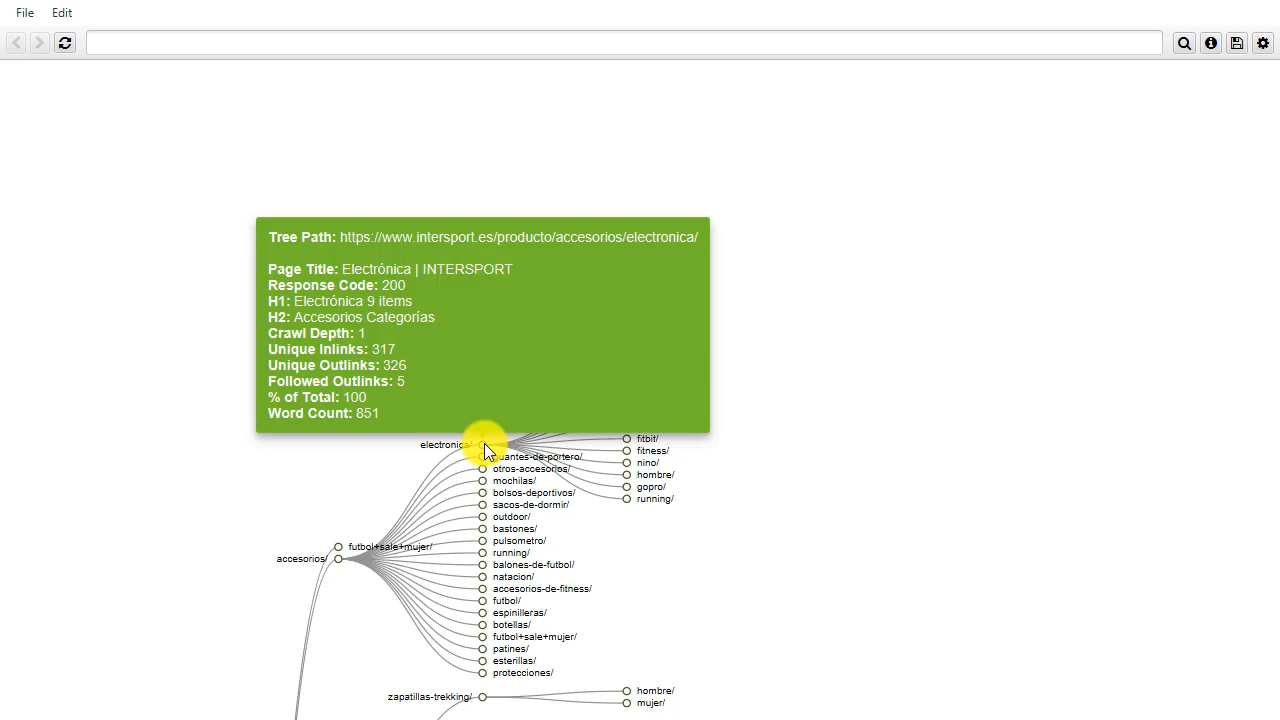 File Edit
Tree Path: https://www.intersport.es/producto/accesorios/electronica/
Page Title: Electrónica | INTERSPORT
Response Code: 200
H1: Electrónica 9 items
H2: Accesorios Categorías
Crawl Depth: 1
Unique Inlinks: 317
Unique Outlinks: 326
Followed Outlinks: 5
% of Total: 100
Word Count: 851
electronica/
fitbit/
fitness/
nino/
hombre/
gopro/
running/
guantes-de-portero/
otros-accesorios/
mochilas/
bolsos-deportivos/
sacos-de-dormir/
outdoor/
bastones/
pulsometro/
running/
balones-de-futbol/
natacion/
accesorios-de-fitness/
futbol/
espinilleras/
botellas/
futbol+sale+mujer/
patines/
esterillas/
protecciones/
futbol+sale+mujer/
accesorios/
zapatillas-trekking/
hombre/
mujer/